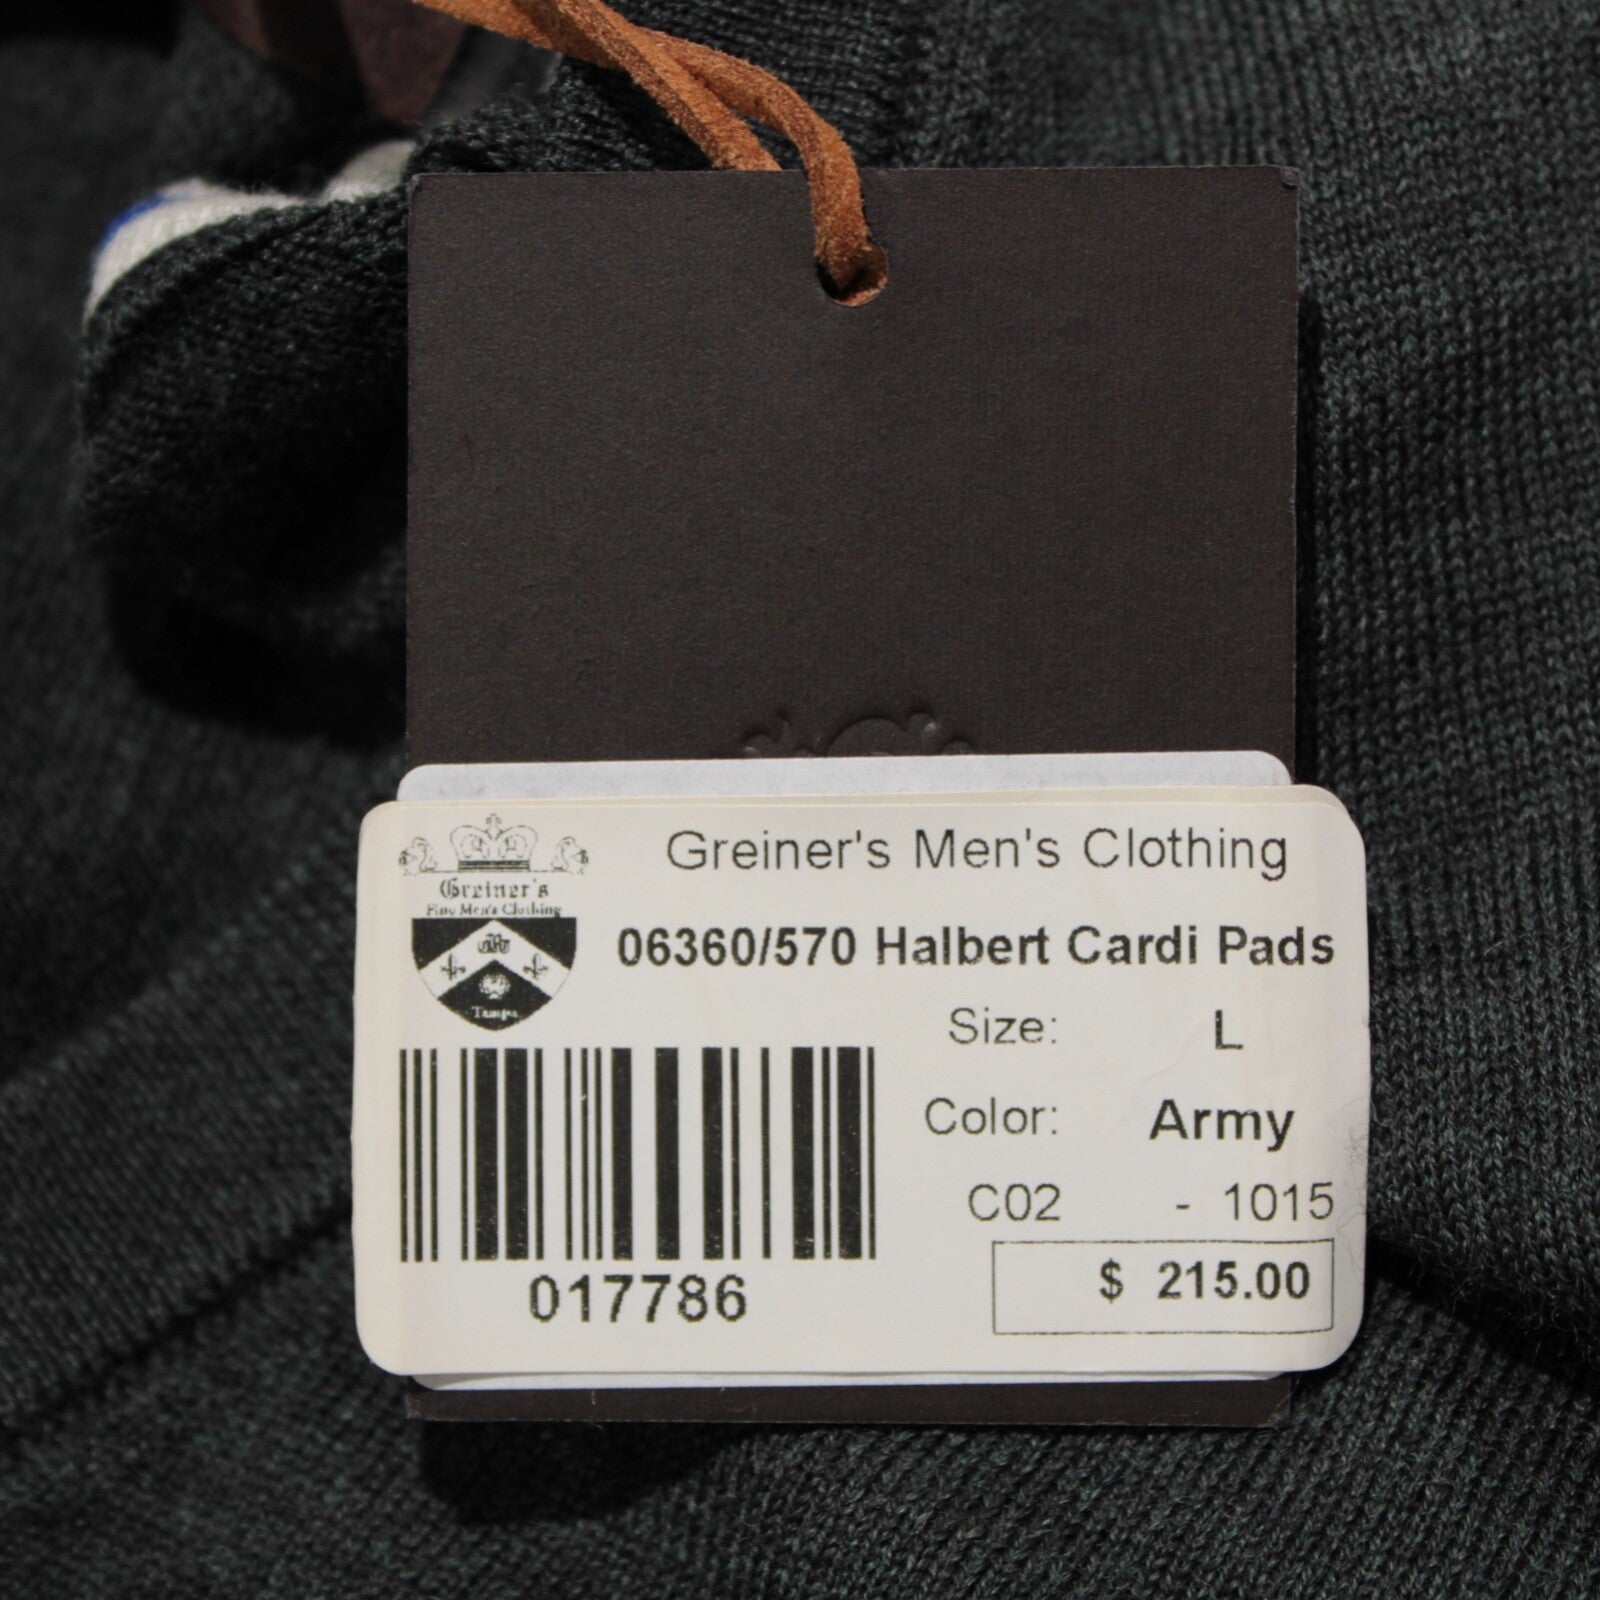 Greiner's Men's Clothing
Greiner's
Fine Men's Clothing
Tampa
06360/570 Halbert Cardi Pads
Size: L
Color: Army
C02 - 1015
017786
$ 215.00